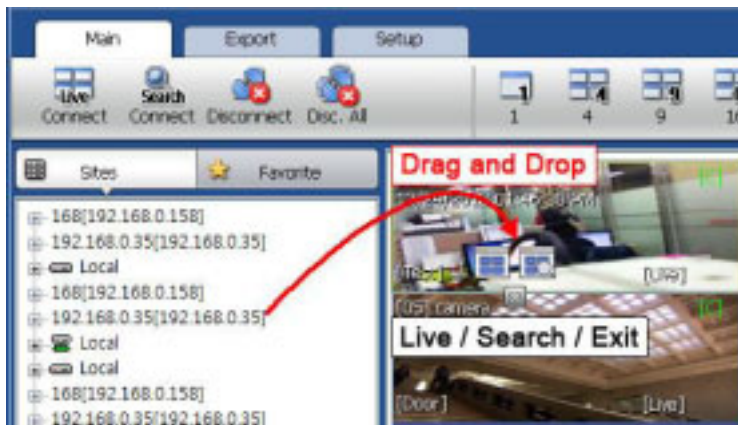 Main Export Setup
Live Search
Connect Connect Disconnect Disc. All 1 4 9
Sites Favorite
Drag and Drop
168[192.168.0.158]
192.168.0.35[192.168.0.35]
Local
168[192.168.0.158]
192.168.0.35[192.168.0.35]
Local
Local
168[192.168.0.158]
192.168.0.35[192.168.0.35]
[Live]
[05] camera
Live / Search / Exit
[Door] [Live]